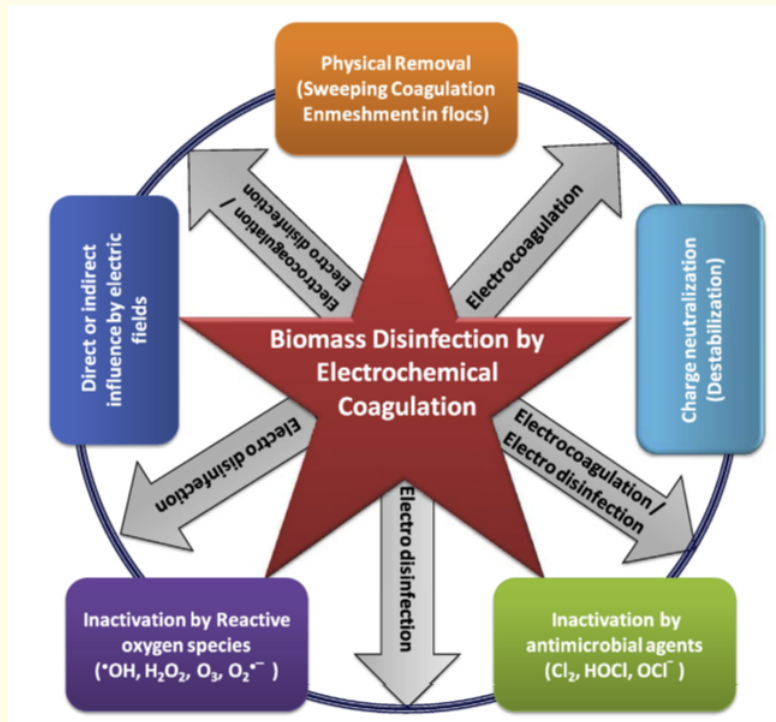 Physical Removal
(Sweeping Coagulation
Enmeshment in flocs)
Electrocoagulation /
Electro disinfection
Electrocoagulation
Direct or indirect
influence by electric
fields
Charge neutralization
(Destabilization)
Biomass Disinfection by
Electrochemical
Coagulation
Electro disinfection
Electrocoagulation /
Electro disinfection
Electro disinfection
Inactivation by Reactive
oxygen species
(•OH, H₂O₂, O₃, O₂•⁻ )
Inactivation by
antimicrobial agents
(Cl₂, HOCl, OCl⁻ )